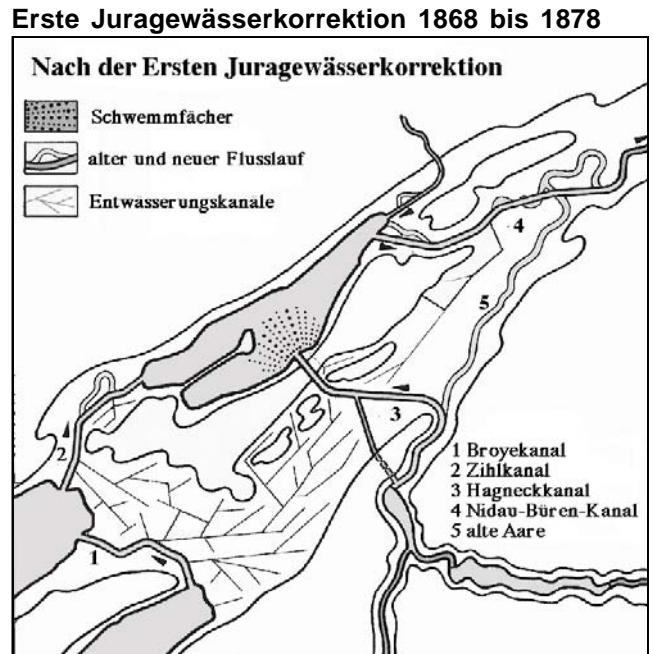 Erste Juragewässerkorrektion 1868 bis 1878
Nach der Ersten Juragewässerkorrektion
Schwemmfächer
alter und neuer Flusslauf
Entwässerungskanäle
4
5
3
2
1
1 Broyekanal
2 Zihlkanal
3 Hagneckkanal
4 Nidau-Büren-Kanal
5 alte Aare